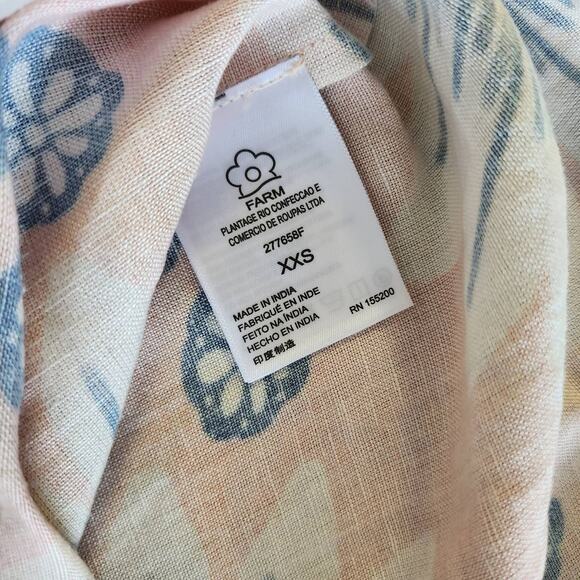 FARM
PLANTAGE RIO CONFECCAO E
COMERCIO DE ROUPAS LTDA
277658F
XXS
MADE IN INDIA
FABRIQUÉ EN INDE
FEITO NA ÍNDIA
HECHO EN INDIA
印度制造
RN 155200